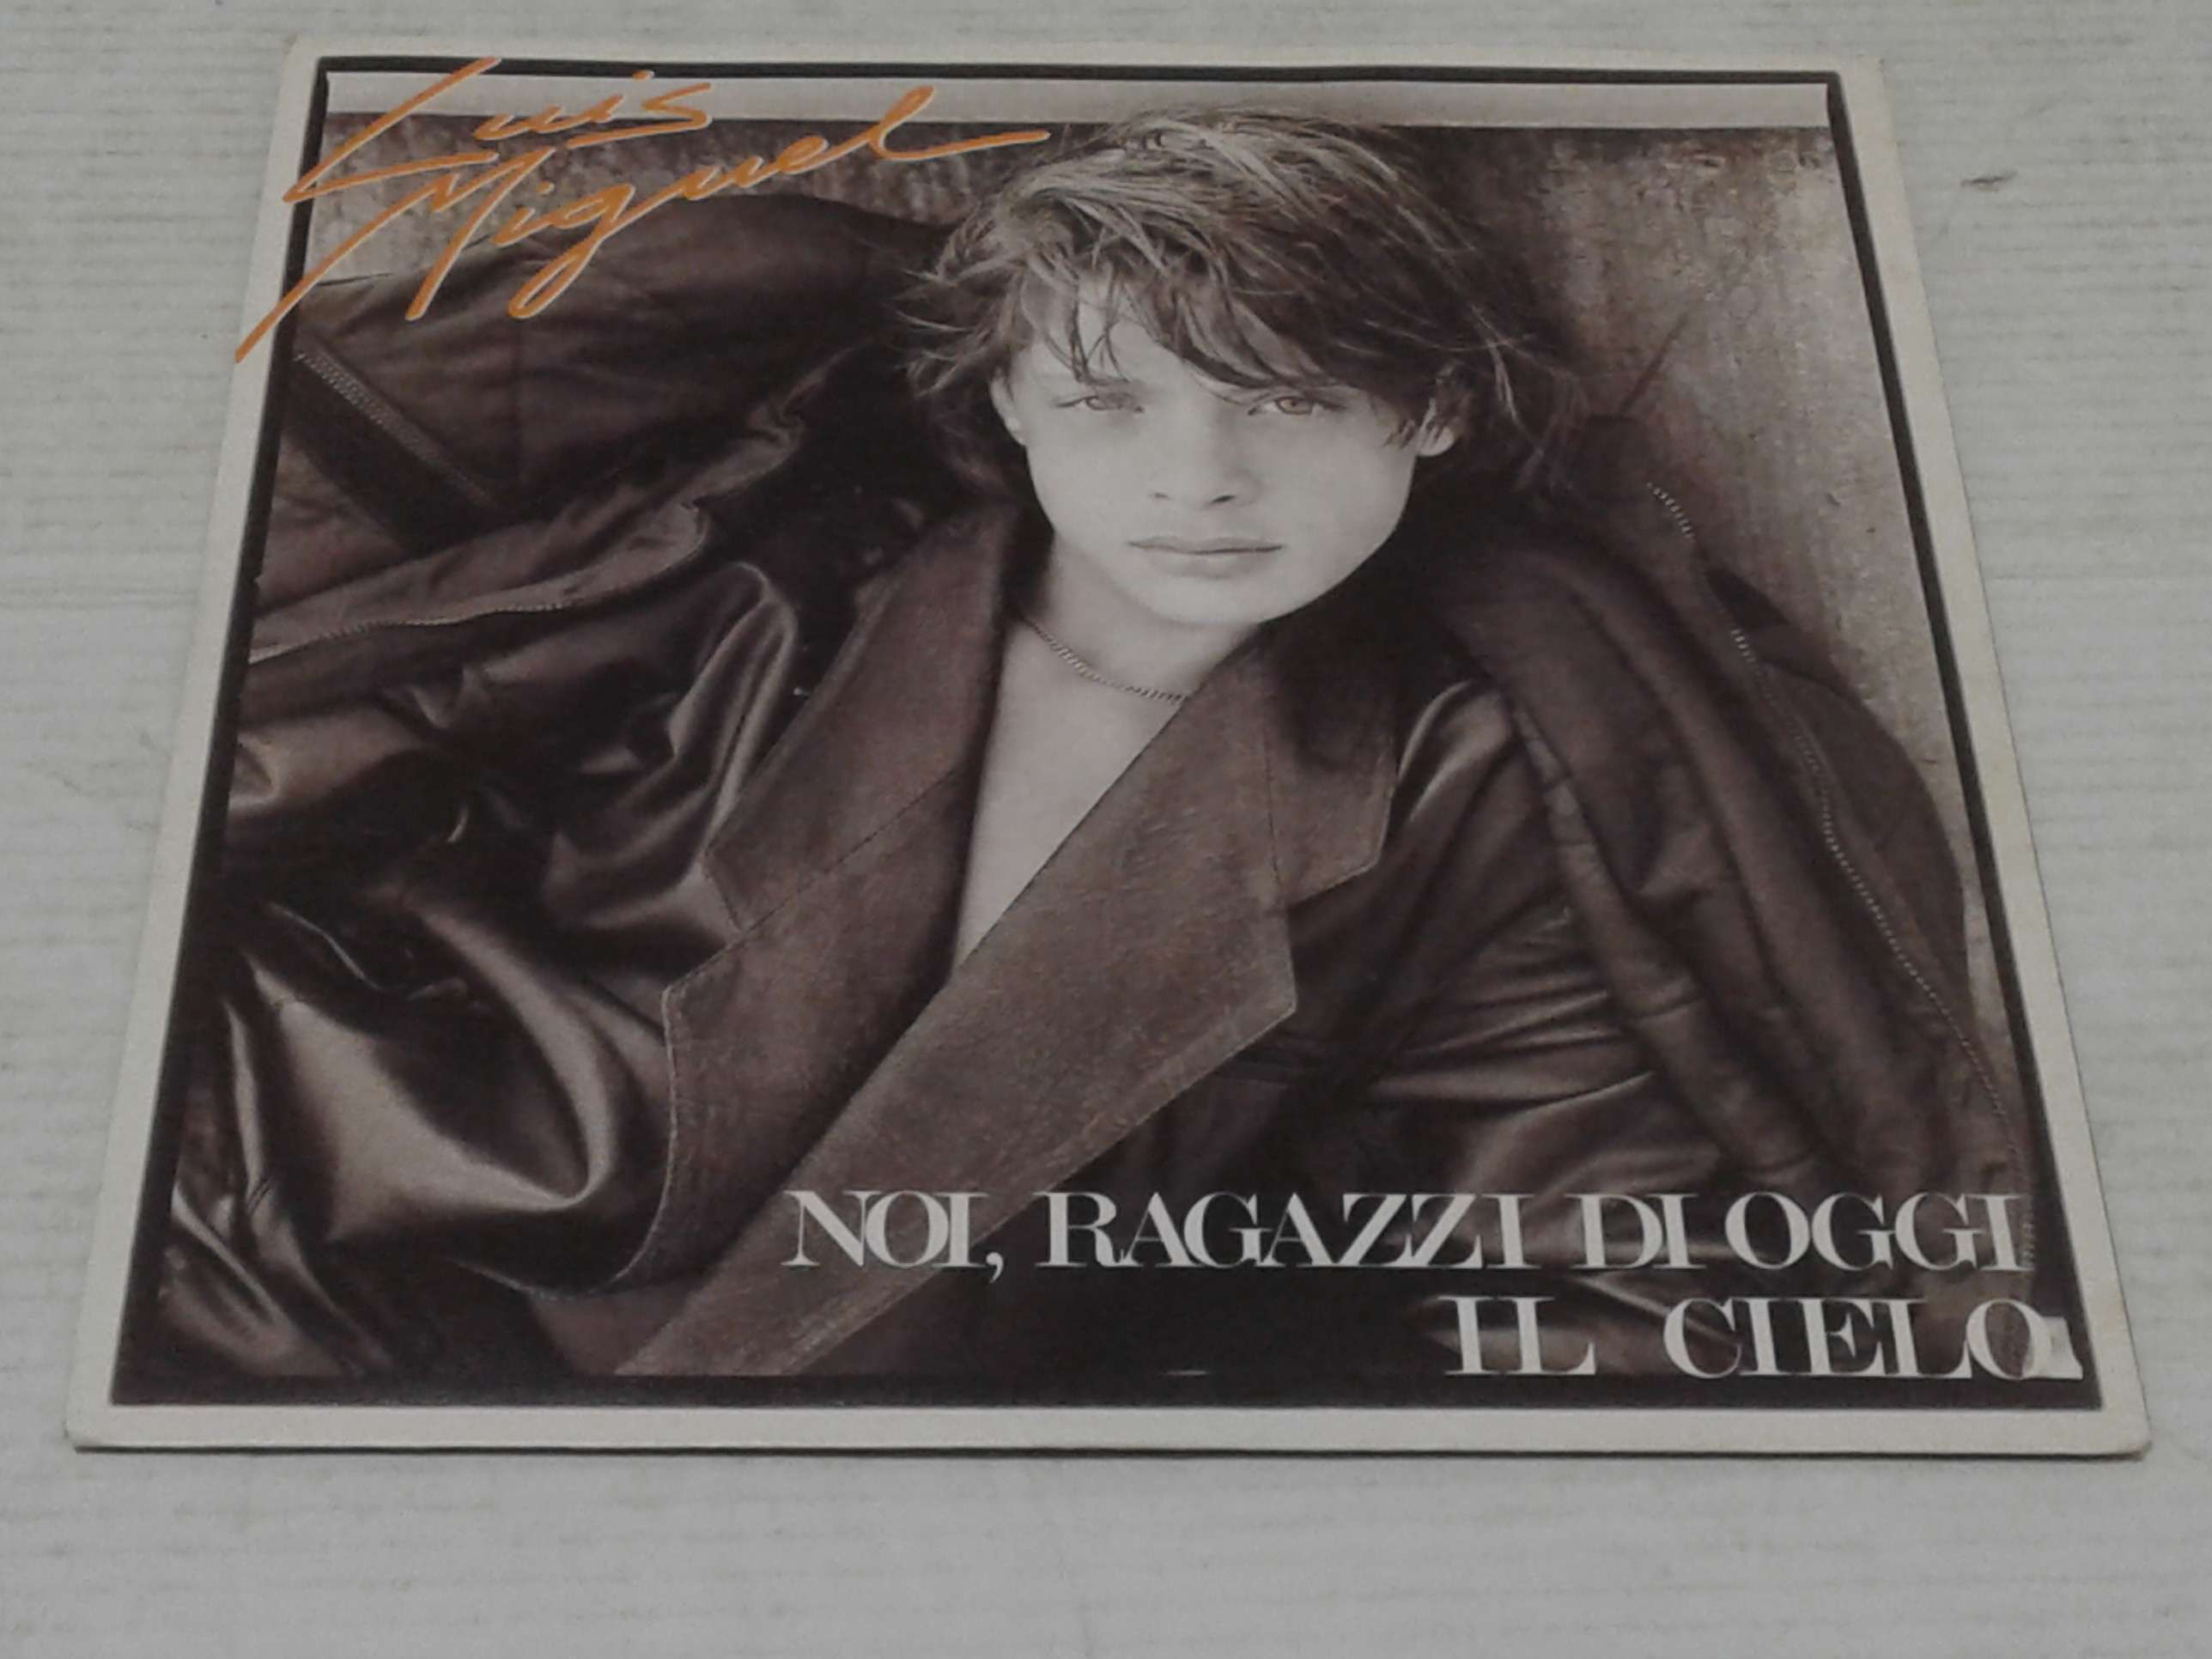 Luis
Miguel
NOI, RAGAZZI DI OGGI
IL CIELO